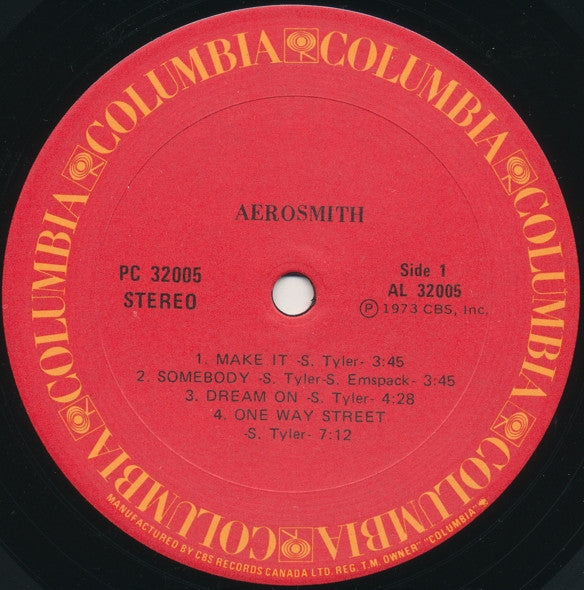 COLUMBIA COLUMBIA COLUMBIA COLUMBIA COLUMBIA COLUMBIA COLUMBIA COLUMBIA
AEROSMITH
PC 32005
STEREO
Side 1
AL 32005
Ⓟ 1973 CBS, Inc.
1. MAKE IT -S. Tyler- 3:45
2. SOMEBODY -S. Tyler-S. Emspack- 3:45
3. DREAM ON -S. Tyler- 4:28
4. ONE WAY STREET
-S. Tyler- 7:12
MANUFACTURED BY CBS RECORDS CANADA LTD. REG. T.M. OWNER "COLUMBIA"